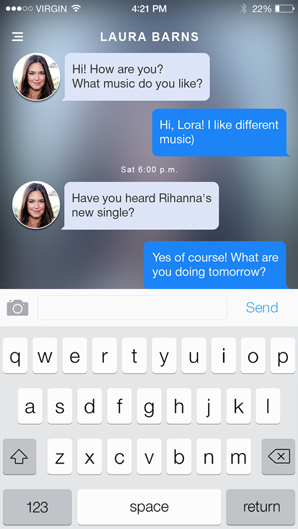 VIRGIN 4:21 PM 22%
LAURA BARNS
Hi! How are you?
What music do you like?
Hi, Lora! I like different
music)
Sat 6:00 p.m.
Have you heard Rihanna's
new single?
Yes of course! What are
you doing tomorrow?
Send
q w e r t y u i o p
a s d f g h j k l
z x c v b n m
123 space return